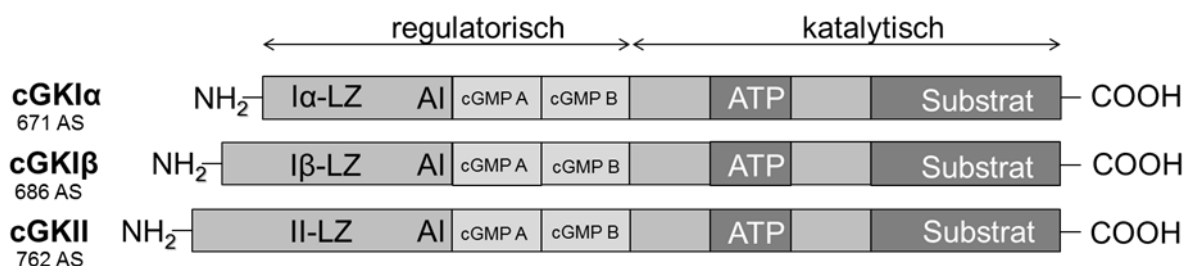 regulatorisch katalytisch
cGKIα NH2 Iα-LZ AI cGMP A cGMP B ATP Substrat COOH
671 AS
cGKIβ NH2 Iβ-LZ AI cGMP A cGMP B ATP Substrat COOH
686 AS
cGKII NH2 II-LZ AI cGMP A cGMP B ATP Substrat COOH
762 AS